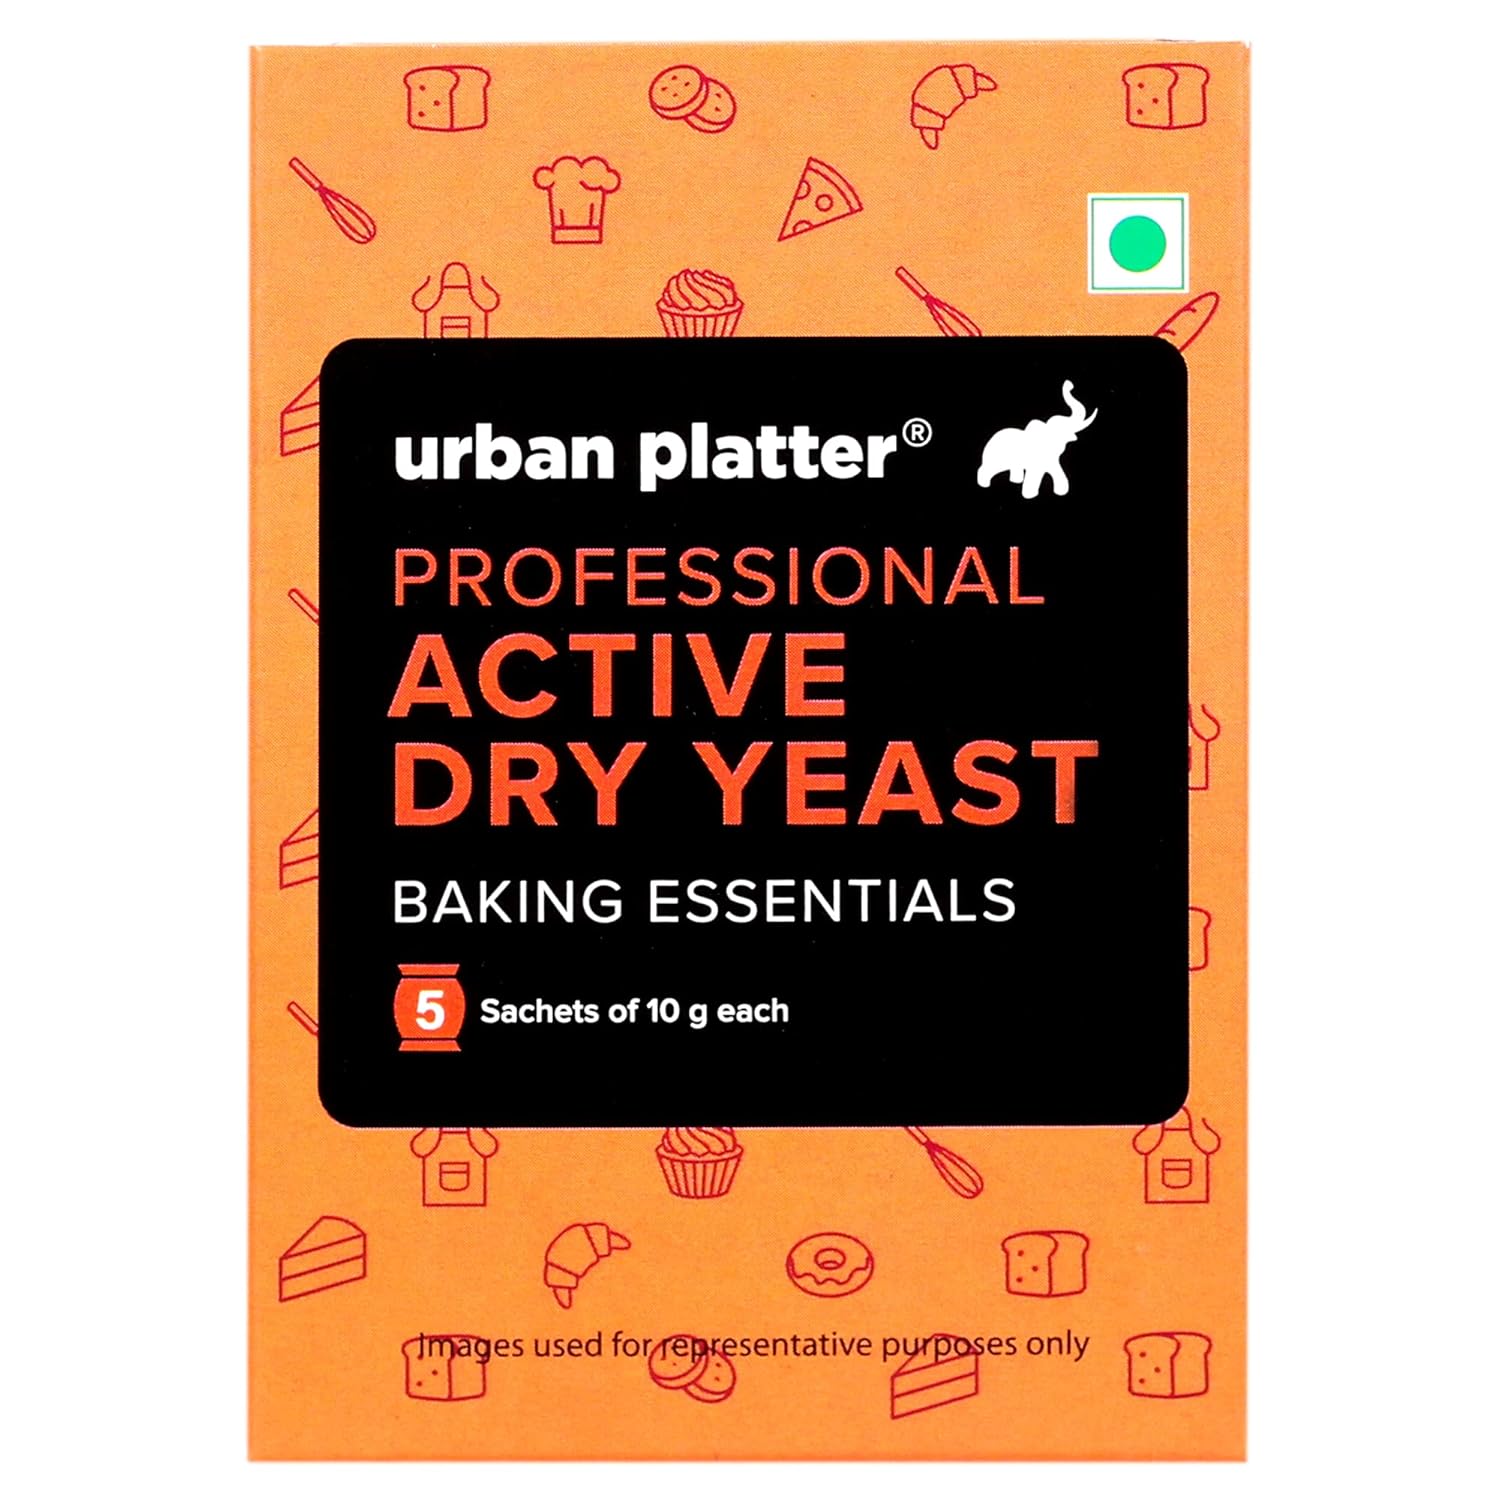 urban platter®
PROFESSIONAL
ACTIVE
DRY YEAST
BAKING ESSENTIALS
5 Sachets of 10 g each
Images used for representative purposes only